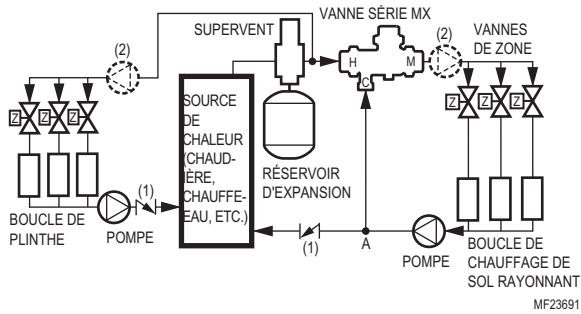 SUPERVENT
VANNE SÉRIE MX
(2)
(2)
VANNES
DE ZONE
H
M
C
Z
Z
Z
Z
Z
Z
SOURCE
DE
CHALEUR
(CHAUD-
IÈRE,
CHAUFFE-
EAU, ETC.)
RÉSERVOIR
D'EXPANSION
(1)
BOUCLE DE
PLINTHE
POMPE
(1)
A
POMPE
BOUCLE DE
CHAUFFAGE DE
SOL RAYONNANT
MF23691